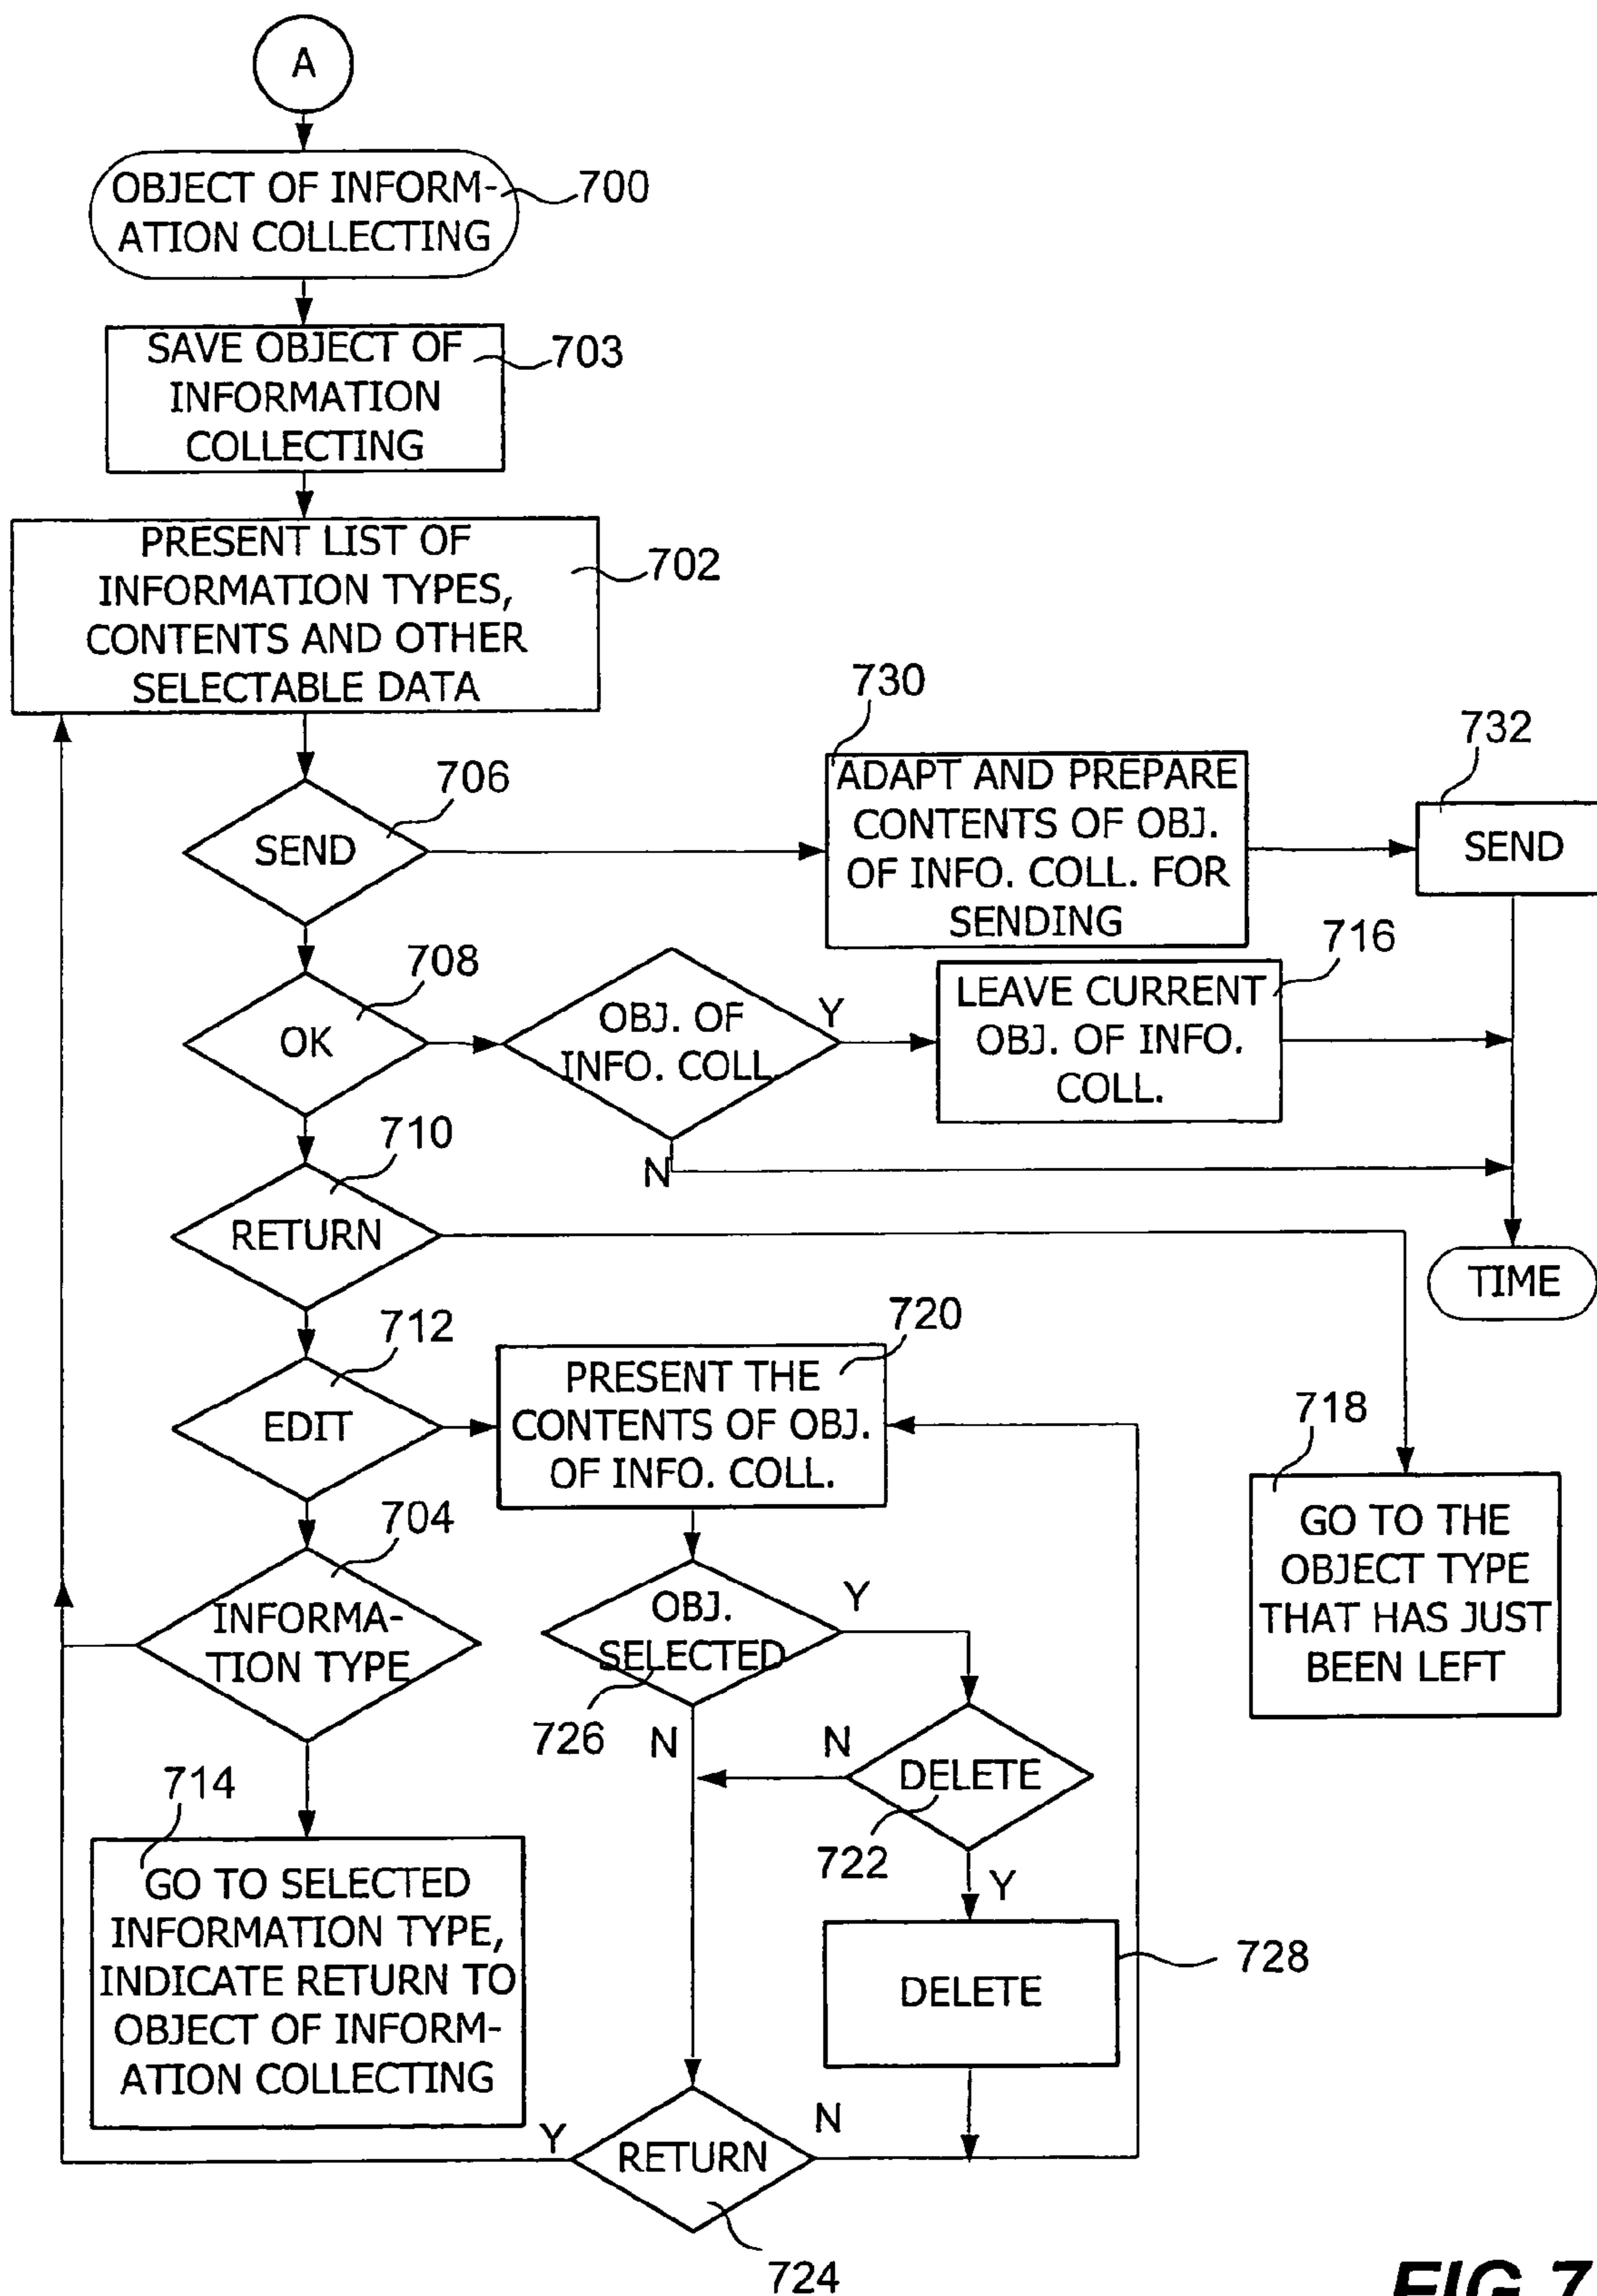 A
OBJECT OF INFORM-
ATION COLLECTING
700
SAVE OBJECT OF
INFORMATION
COLLECTING
703
PRESENT LIST OF
INFORMATION TYPES,
CONTENTS AND OTHER
SELECTABLE DATA
702
SEND
706
730
ADAPT AND PREPARE
CONTENTS OF OBJ.
OF INFO. COLL. FOR
SENDING
732
SEND
OK
708
OBJ. OF
INFO. COLL.
Y
N
716
LEAVE CURRENT
OBJ. OF INFO.
COLL.
TIME
710
RETURN
718
GO TO THE
OBJECT TYPE
THAT HAS JUST
BEEN LEFT
712
EDIT
720
PRESENT THE
CONTENTS OF OBJ.
OF INFO. COLL.
704
INFORMA-
TION TYPE
OBJ.
SELECTED
Y
726
N
N
DELETE
722
Y
714
GO TO SELECTED
INFORMATION TYPE,
INDICATE RETURN TO
OBJECT OF INFORM-
ATION COLLECTING
DELETE
728
Y
RETURN
N
724
FIG 7